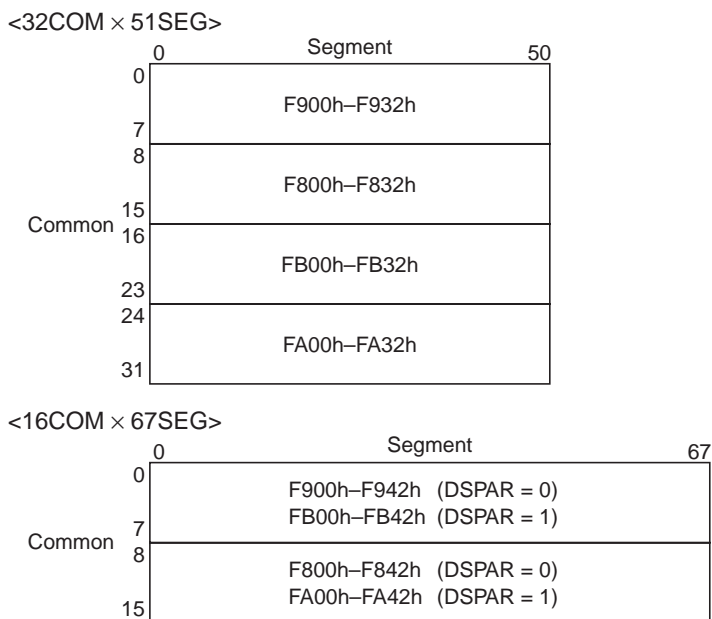 <32COM × 51SEG>
Segment
0 50
0
F900h–F932h
7
8
F800h–F832h
15
Common
16
FB00h–FB32h
23
24
FA00h–FA32h
31
<16COM × 67SEG>
Segment
0 67
0
F900h–F942h (DSPAR = 0)
FB00h–FB42h (DSPAR = 1)
7
Common
8
F800h–F842h (DSPAR = 0)
FA00h–FA42h (DSPAR = 1)
15